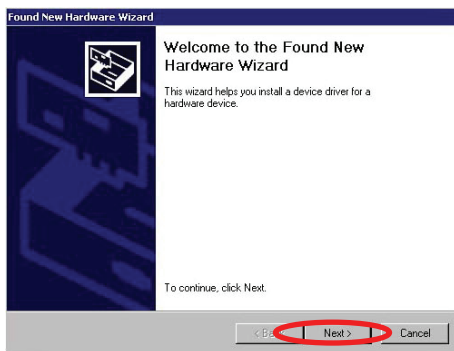 Found New Hardware Wizard
Welcome to the Found New
Hardware Wizard
This wizard helps you install a device driver for a
hardware device.
To continue, click Next.
Next >
Cancel